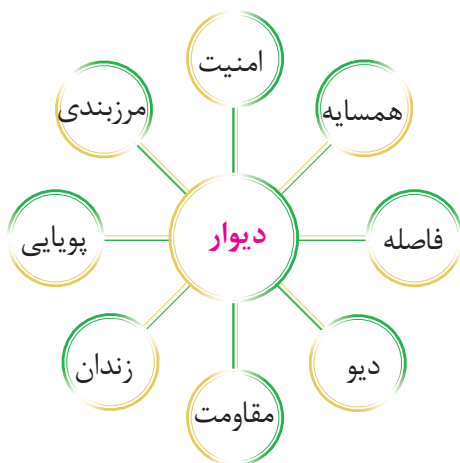 امنیت
همسایه
مرزبندی
دیوار
فاصله
پویایی
دیو
زندان
مقاومت